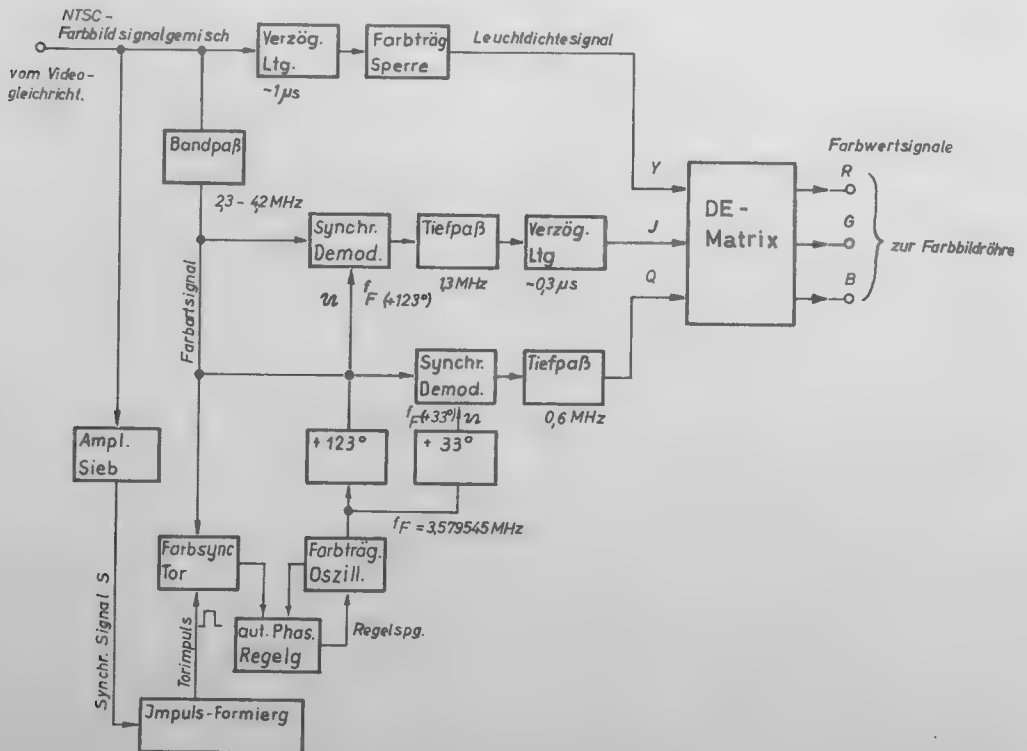 NTSC-
Farbbildsignalgemisch
vom Video-
gleichricht.
Verzög.
Ltg.
~1µs
Farbträg
Sperre
Leuchtdichtesignal
Bandpaß
2,3 – 4,2 MHz
Farbartsignal
Synchr.
Demod.
Tiefpaß
1,3 MHz
Verzög.
Ltg
~0,3 µs
fF (+123°)
Y
J
Q
DE-
Matrix
Farbwertsignale
R
G
B
zur Farbbildröhre
Synchr.
Demod.
Tiefpaß
0,6 MHz
fF (+33°)
+ 123°
+ 33°
fF = 3,579545 MHz
Ampl.
Sieb
Synchr. Signal S
Farbsync
Tor
Farbträg.
Oszill.
aut. Phas.
Regelg
Regelspg.
Torimpuls
Jmpuls-Formierg